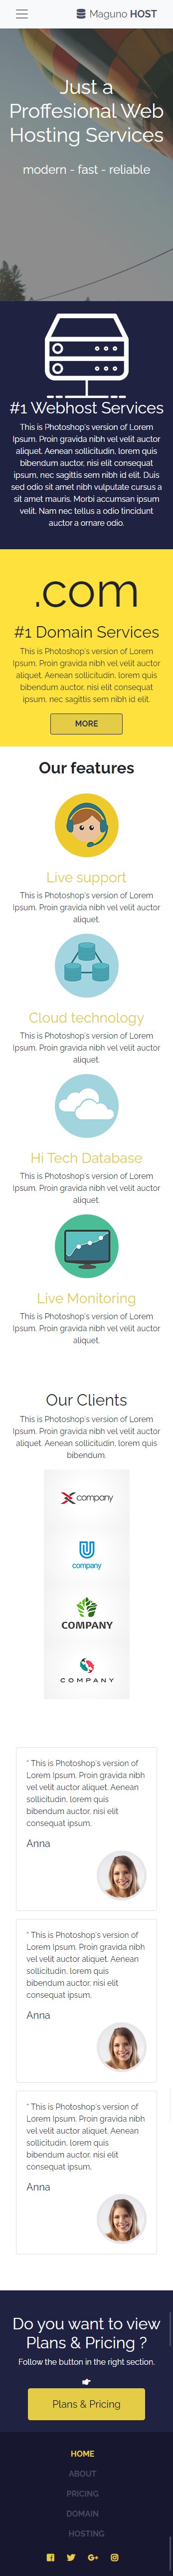 Maguno HOST
Just a
Proffesional Web
Hosting Services
modern - fast - reliable
#1 Webhost Services
This is Photoshop's version of Lorem
Ipsum. Proin gravida nibh vel velit auctor
aliquet. Aenean sollicitudin, lorem quis
bibendum auctor, nisi elit consequat
ipsum, nec sagittis sem nibh id elit. Duis
sed odio sit amet nibh vulputate cursus a
sit amet mauris. Morbi accumsan ipsum
velit. Nam nec tellus a odio tincidunt
auctor a ornare odio.
.com
#1 Domain Services
This is Photoshop's version of Lorem
Ipsum. Proin gravida nibh vel velit auctor
aliquet. Aenean sollicitudin, lorem quis
bibendum auctor, nisi elit consequat
ipsum, nec sagittis sem nibh id elit.
MORE
Our features
Live support
This is Photoshop's version of Lorem
Ipsum. Proin gravida nibh vel velit auctor
aliquet.
Cloud technology
This is Photoshop's version of Lorem
Ipsum. Proin gravida nibh vel velit auctor
aliquet.
Hi Tech Database
This is Photoshop's version of Lorem
Ipsum. Proin gravida nibh vel velit auctor
aliquet.
Live Monitoring
This is Photoshop's version of Lorem
Ipsum. Proin gravida nibh vel velit auctor
aliquet.
Our Clients
This is Photoshop's version of Lorem
Ipsum. Proin gravida nibh vel velit auctor
aliquet. Aenean sollicitudin, lorem quis
bibendum.
company
company
COMPANY
COMPANY
" This is Photoshop's version of
Lorem Ipsum. Proin gravida nibh
vel velit auctor aliquet. Aenean
sollicitudin, lorem quis
bibendum auctor, nisi elit
consequat ipsum.
Anna
" This is Photoshop's version of
Lorem Ipsum. Proin gravida nibh
vel velit auctor aliquet. Aenean
sollicitudin, lorem quis
bibendum auctor, nisi elit
consequat ipsum.
Anna
" This is Photoshop's version of
Lorem Ipsum. Proin gravida nibh
vel velit auctor aliquet. Aenean
sollicitudin, lorem quis
bibendum auctor, nisi elit
consequat ipsum.
Anna
Do you want to view
Plans & Pricing ?
Follow the button in the right section.
Plans & Pricing
HOME
ABOUT
PRICING
DOMAIN
HOSTING